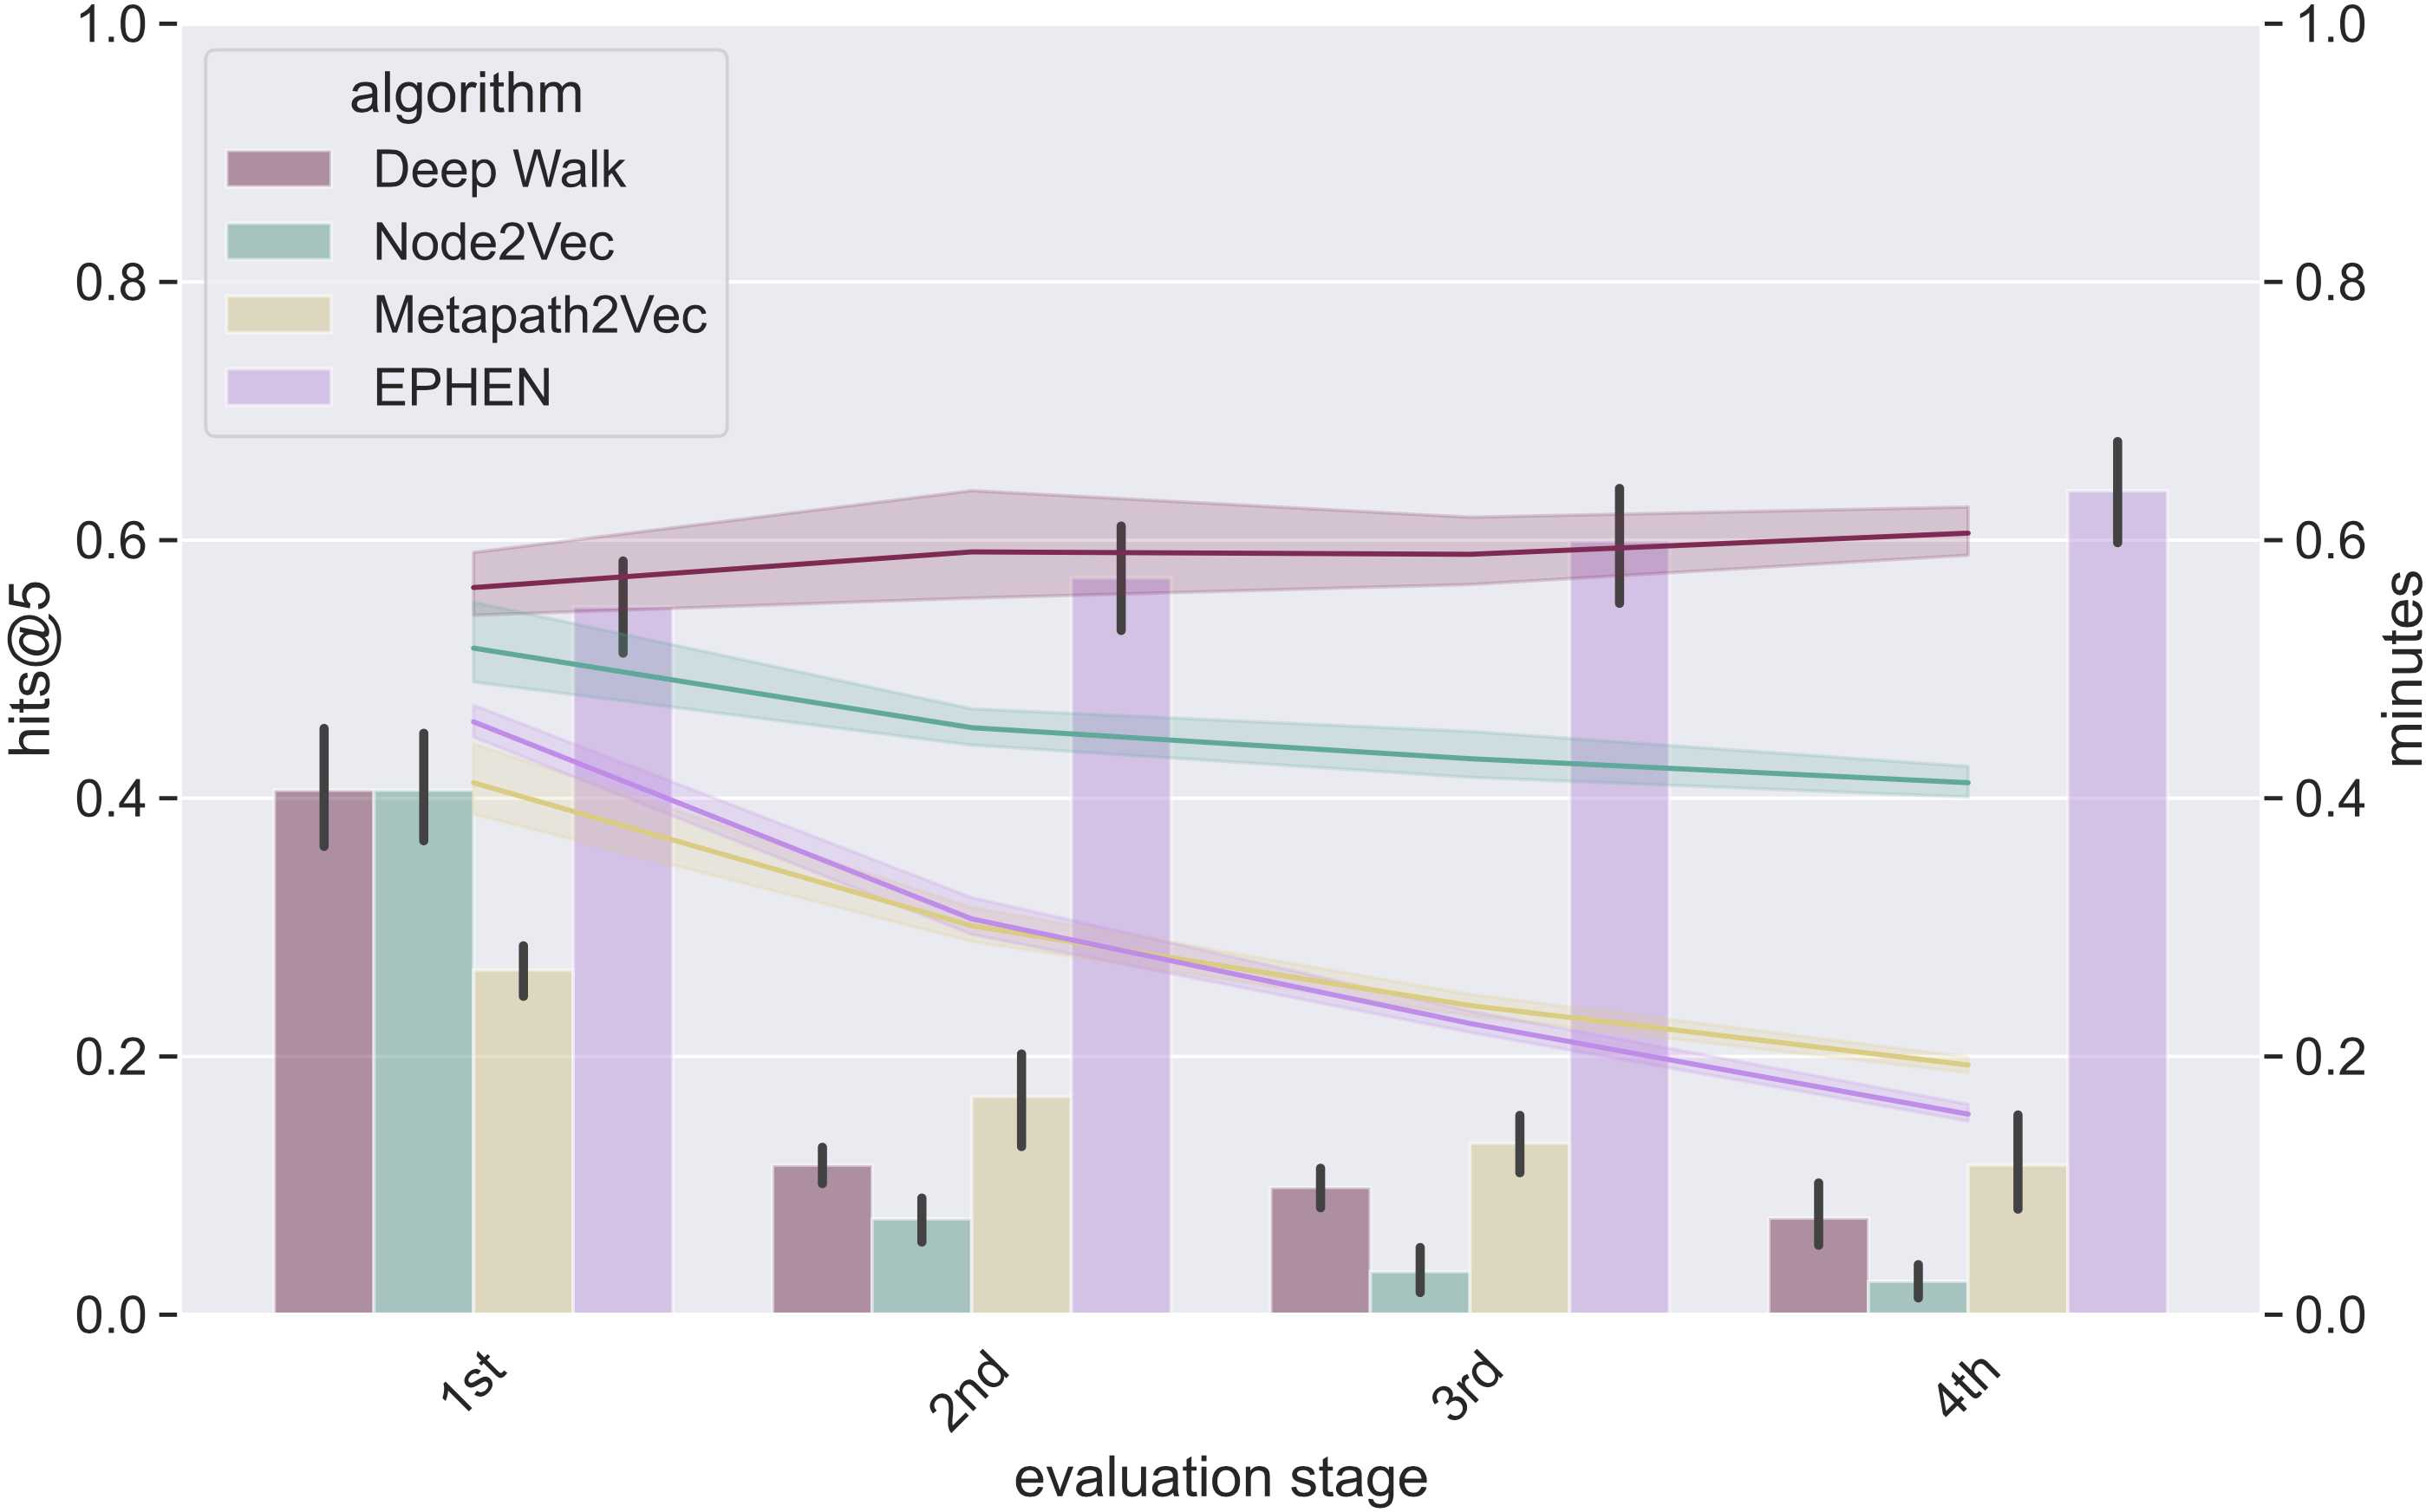 algorithm
Deep Walk
Node2Vec
Metapath2Vec
EPHEN
1.0
0.8
0.6
0.4
0.2
0.0
hits@5
1.0
0.8
0.6
0.4
0.2
0.0
minutes
1st
2nd
3rd
4th
evaluation stage